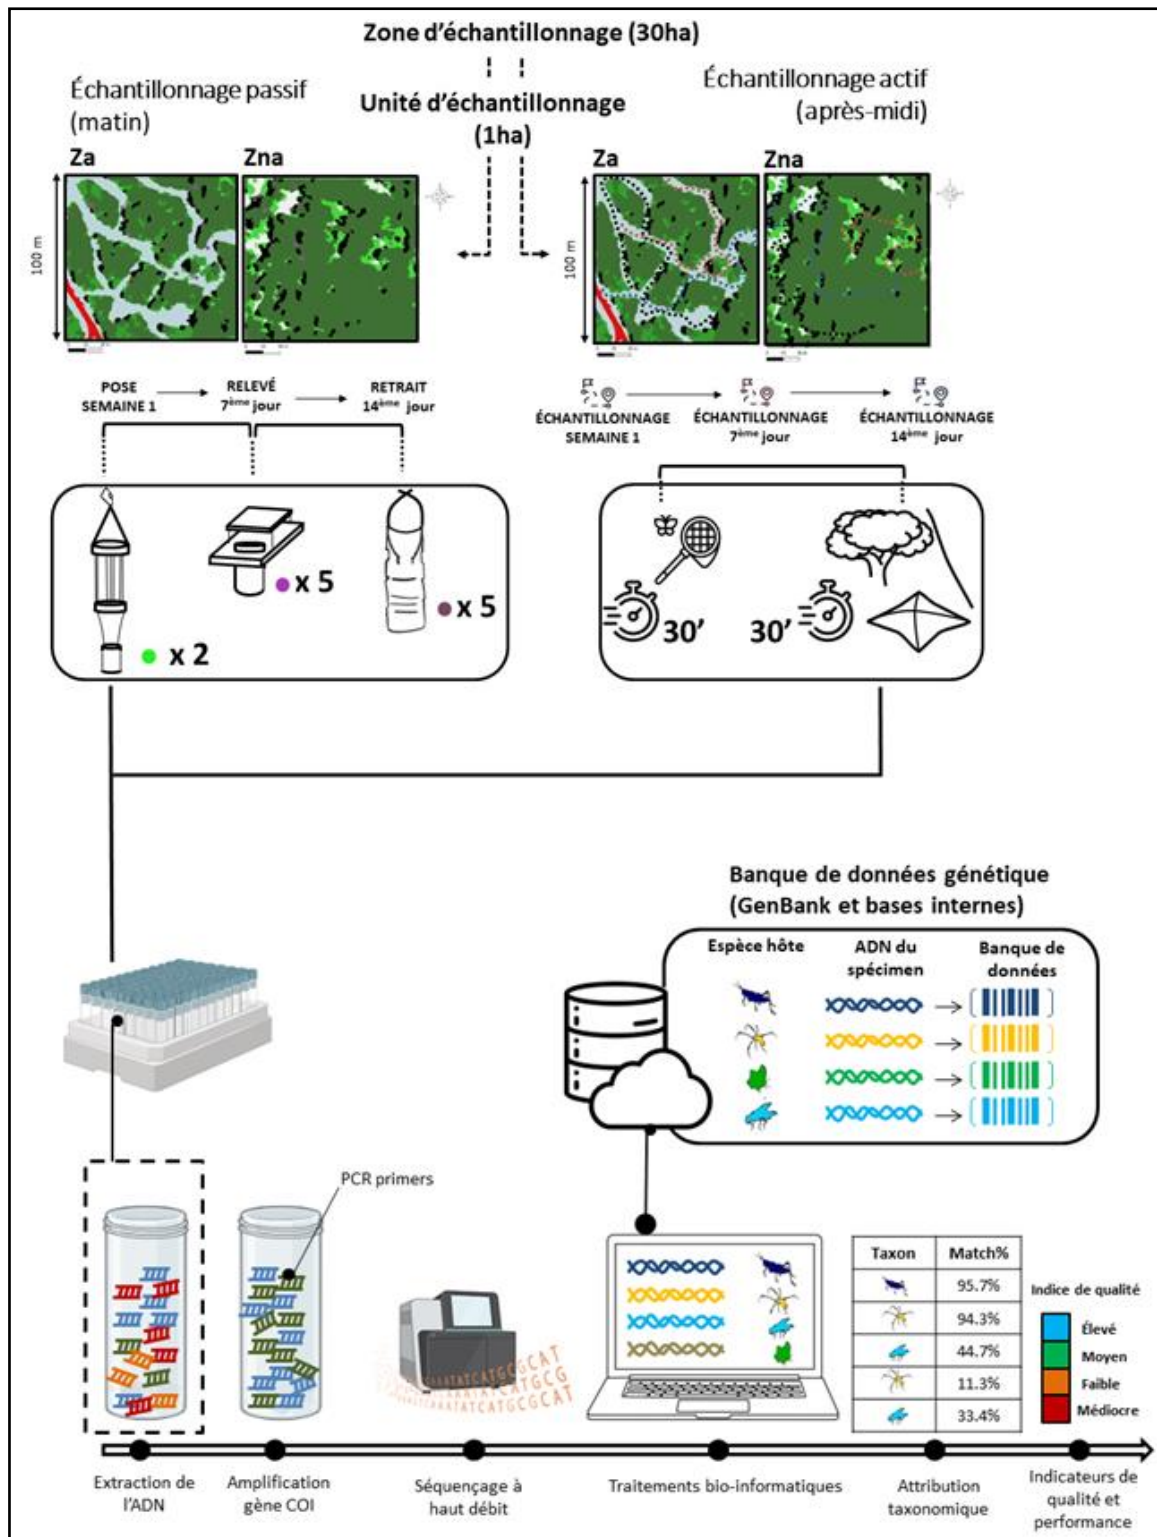 Zone d'échantillonnage (30ha)
Échantillonnage passif
(matin)
Unité d'échantillonnage
(1ha)
Échantillonnage actif
(après-midi)
Za
Zna
100 m
Za
Zna
100 m
POSE
SEMAINE 1
RELEVÉ
7ème jour
RETRAIT
14ème jour
ÉCHANTILLONNAGE
SEMAINE 1
ÉCHANTILLONNAGE
7ème jour
ÉCHANTILLONNAGE
14ème jour
x 2
x 5
x 5
30'
30'
Banque de données génétique
(GenBank et bases internes)
Espèce hôte
ADN du
spécimen
Banque de
données
PCR primers
TATCATGCGCAT
AAAATATCATGCG
CAAATATCATGCGCAT
Taxon
Match%
95.7%
94.3%
44.7%
11.3%
33.4%
Indice de qualité
Élevé
Moyen
Faible
Médiocre
Extraction de
l'ADN
Amplification
gène COI
Séquençage à
haut débit
Traitements bio-informatiques
Attribution
taxonomique
Indicateurs de
qualité et
performance